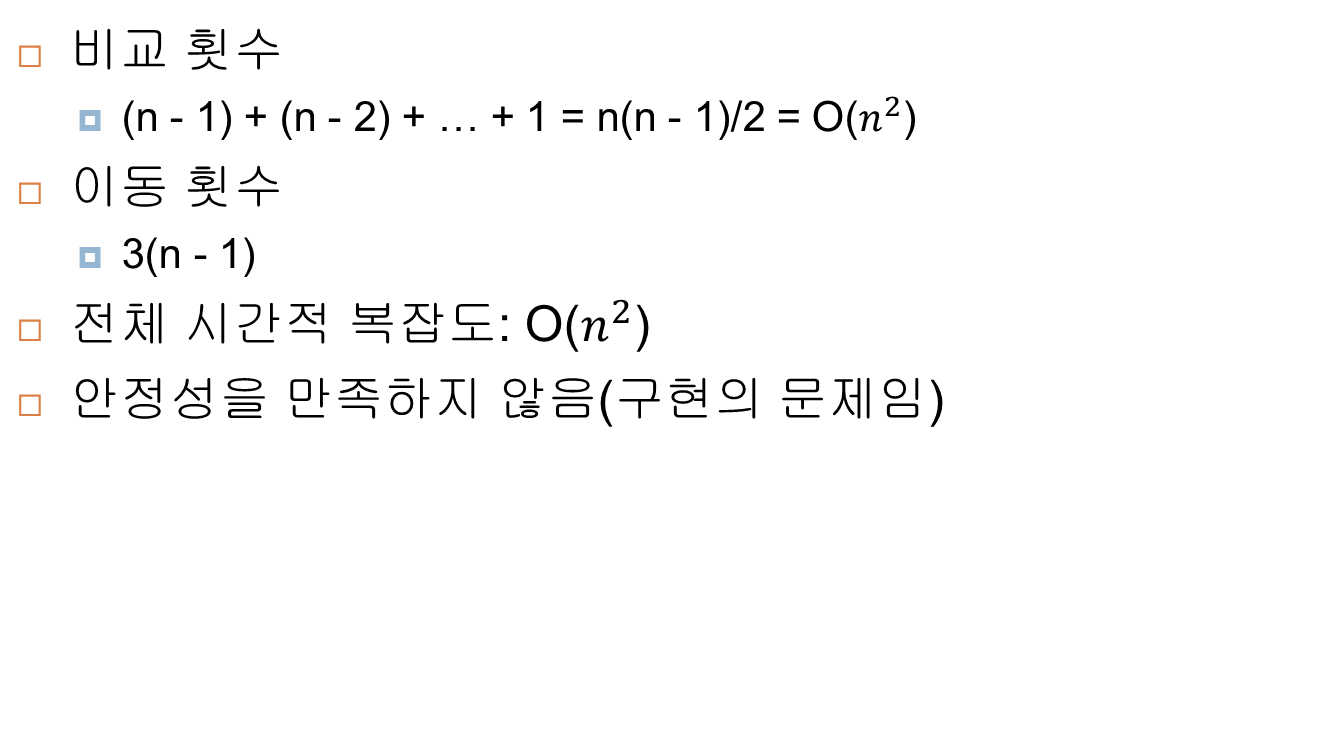 비교 횟수
(n - 1) + (n - 2) + … + 1 = n(n - 1)/2 = O(n²)
이동 횟수
3(n - 1)
전체 시간적 복잡도: O(n²)
안정성을 만족하지 않음(구현의 문제임)